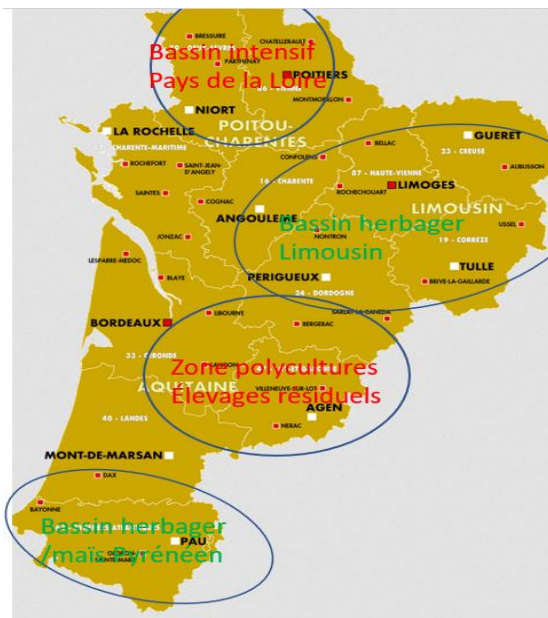 BRESSUIRE
CHATELLERAULT
Bassin intensif
PARTHENAY
Pays de la Loire
POITIERS
MONTMORILLON
NIORT
POITOU-
CHARENTES
LA ROCHELLE
GUERET
CHARENTE-MARITIME
BELLAC
23 - CREUSE
ROCHEFORT
SAINT-JEAN-
D'ANGELY
CONFOLENS
AUBUSSON
16 - CHARENTE
87 - HAUTE-VIENNE
LIMOGES
SAINTES
ROCHECHOUART
COGNAC
LIMOUSIN
ANGOULEME
Bassin herbager
USSEL
NONTRON
JONZAC
Limousin
19 - CORREZE
LESPARRE-MEDOC
TULLE
BLAYE
PERIGUEUX
BRIVE-LA-GAILLARDE
24 - DORDOGNE
LIBOURNE
SARLAT-LA-CANEDA
BORDEAUX
BERGERAC
33 - GIRONDE
Zone polycultures
AQUITAINE
VILLENEUVE-SUR-LOT
Élevages résiduels
40 - LANDES
AGEN
NERAC
MONT-DE-MARSAN
DAX
BAYONNE
Bassin herbager
PAU
/maïs Pyrénéen
SAINTE-MARIE